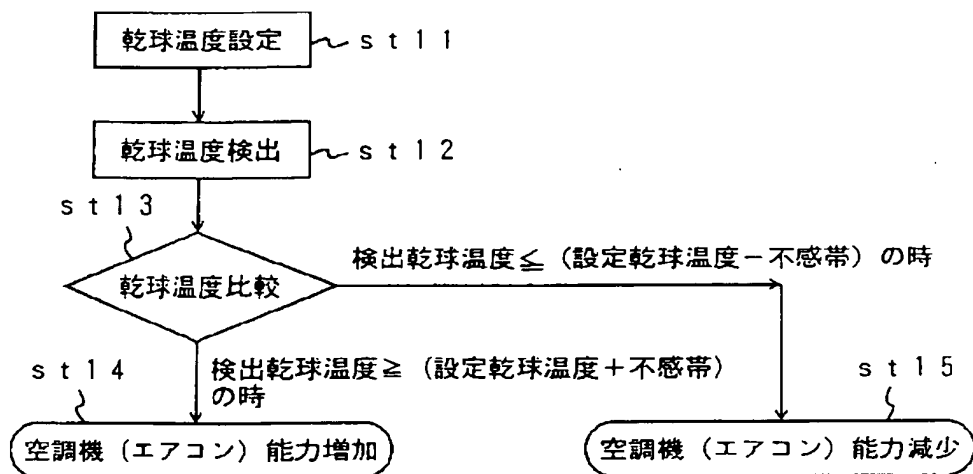 乾球温度設定 st11
乾球温度検出 st12
st13
乾球温度比較
検出乾球温度≦（設定乾球温度－不感帯）の時
st14
検出乾球温度≧（設定乾球温度＋不感帯）
の時
st15
空調機（エアコン）能力増加
空調機（エアコン）能力減少